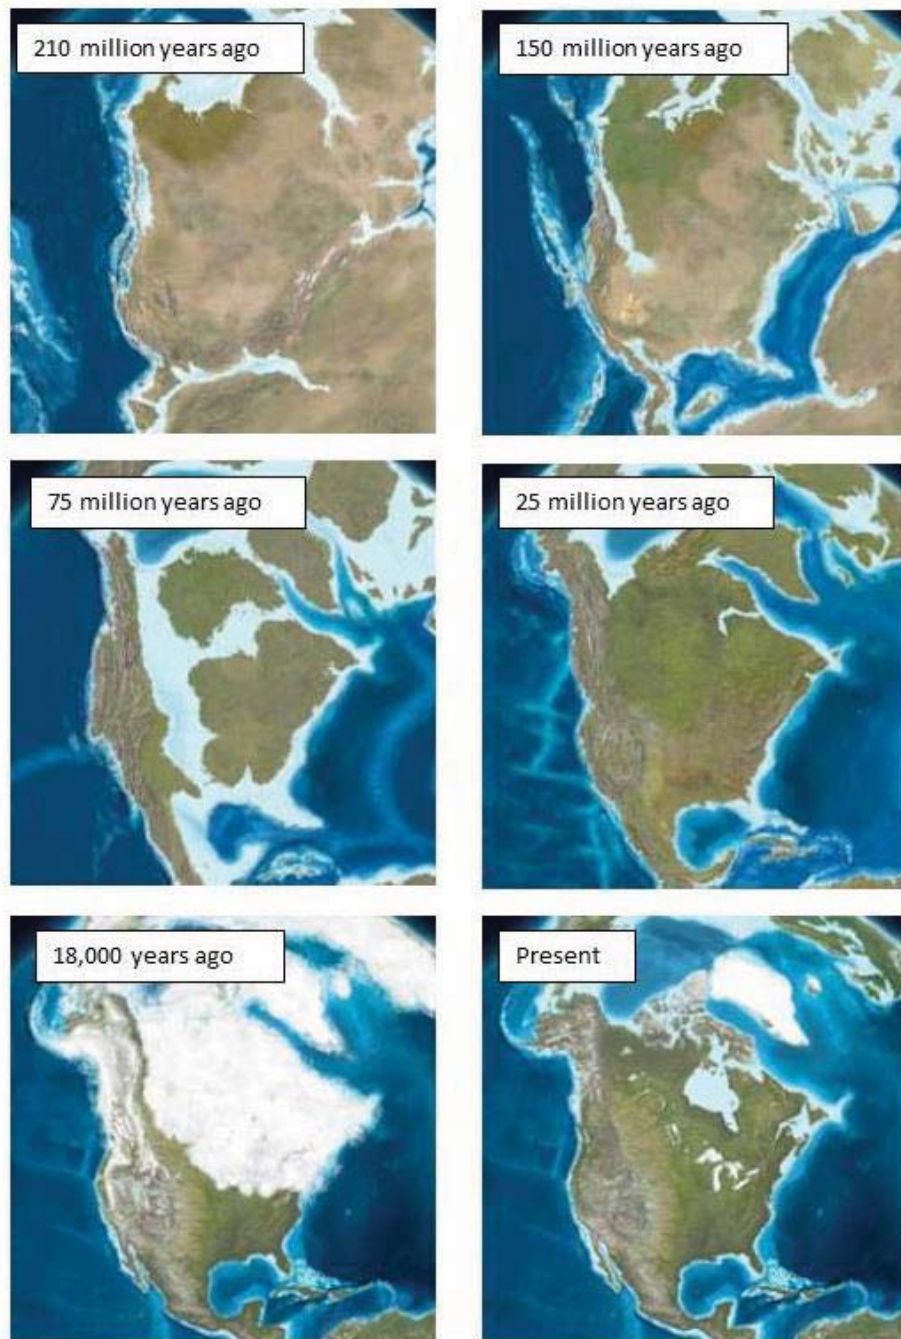 210 million years ago
150 million years ago
75 million years ago
25 million years ago
18,000 years ago
Present